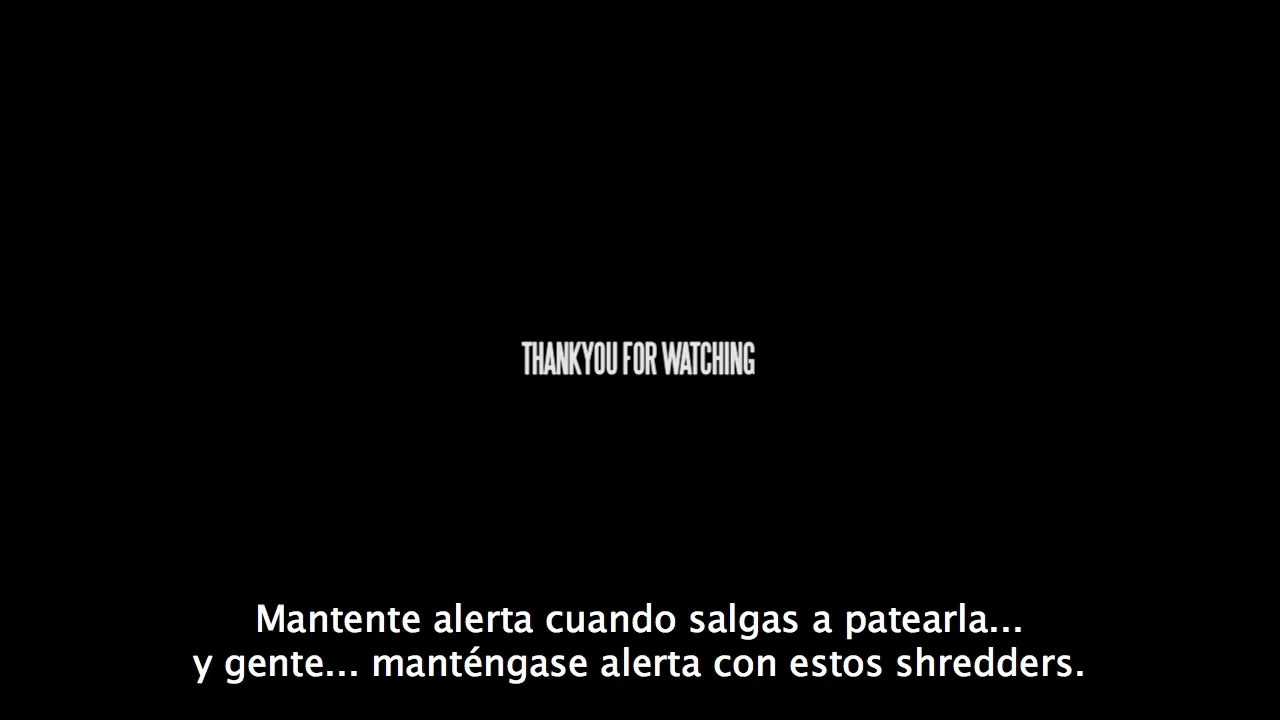 THANKYOU FOR WATCHING
Mantente alerta cuando salgas a patearla...
y gente... manténgase alerta con estos shredders.